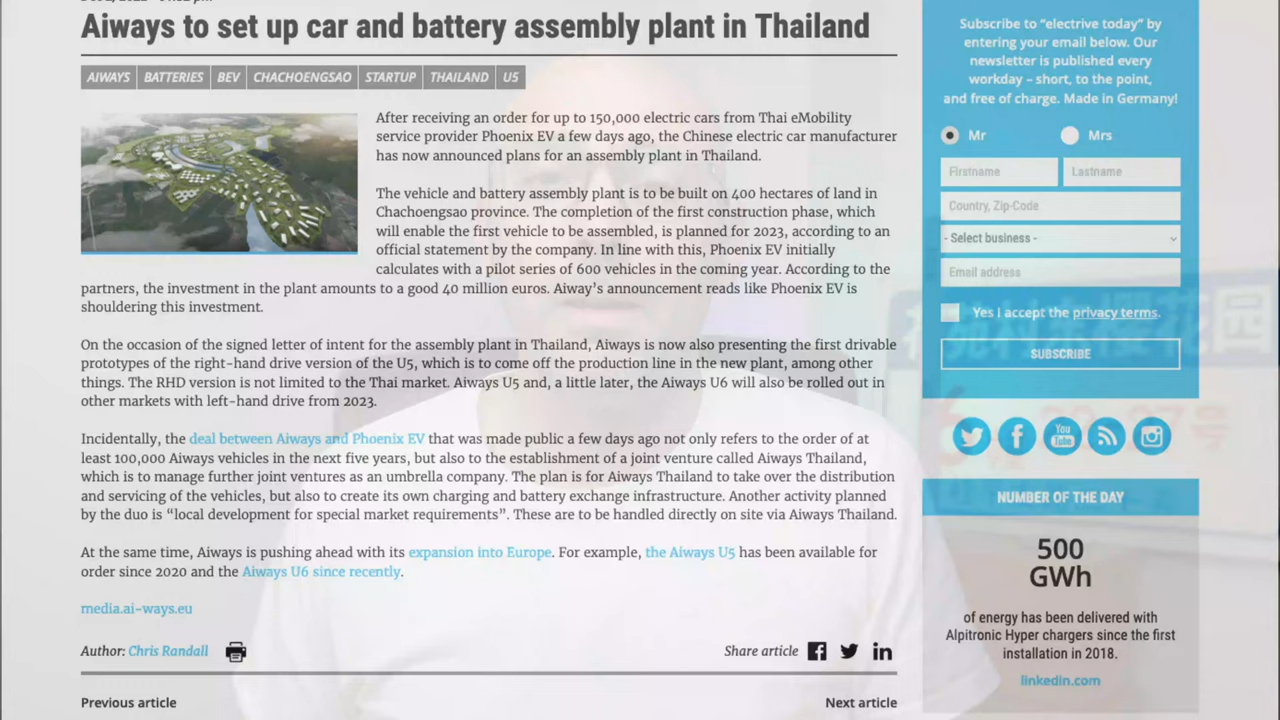 Aiways to set up car and battery assembly plant in Thailand
AIWAYS BATTERIES BEV CHACHOENGSAO STARTUP THAILAND U5
After receiving an order for up to 150,000 electric cars from Thai eMobility
service provider Phoenix EV a few days ago, the Chinese electric car manufacturer
has now announced plans for an assembly plant in Thailand.
The vehicle and battery assembly plant is to be built on 400 hectares of land in
Chachoengsao province. The completion of the first construction phase, which
will enable the first vehicle to be assembled, is planned for 2023, according to an
official statement by the company. In line with this, Phoenix EV initially
calculates with a pilot series of 600 vehicles in the coming year. According to the
partners, the investment in the plant amounts to a good 40 million euros. Aiway's announcement reads like Phoenix EV is
shouldering this investment.
On the occasion of the signed letter of intent for the assembly plant in Thailand, Aiways is now also presenting the first drivable
prototypes of the right-hand drive version of the U5, which is to come off the production line in the new plant, among other
things. The RHD version is not limited to the Thai market. Aiways U5 and, a little later, the Aiways U6 will also be rolled out in
other markets with left-hand drive from 2023.
Incidentally, the deal between Aiways and Phoenix EV that was made public a few days ago not only refers to the order of at
least 100,000 Aiways vehicles in the next five years, but also to the establishment of a joint venture called Aiways Thailand,
which is to manage further joint ventures as an umbrella company. The plan is for Aiways Thailand to take over the distribution
and servicing of the vehicles, but also to create its own charging and battery exchange infrastructure. Another activity planned
by the duo is “local development for special market requirements”. These are to be handled directly on site via Aiways Thailand.
At the same time, Aiways is pushing ahead with its expansion into Europe. For example, the Aiways U5 has been available for
order since 2020 and the Aiways U6 since recently.
media.ai-ways.eu
Author: Chris Randall
Share article
Previous article
Next article
Subscribe to “electrive today” by
entering your email below. Our
newsletter is published every
workday – short, to the point,
and free of charge. Made in Germany!
Mr Mrs
Firstname Lastname
Country, Zip-Code
- Select business -
Email address
Yes I accept the privacy terms.
SUBSCRIBE
You
Tube
NUMBER OF THE DAY
500
GWh
of energy has been delivered with
Alpitronic Hyper chargers since the first
installation in 2018.
linkedin.com